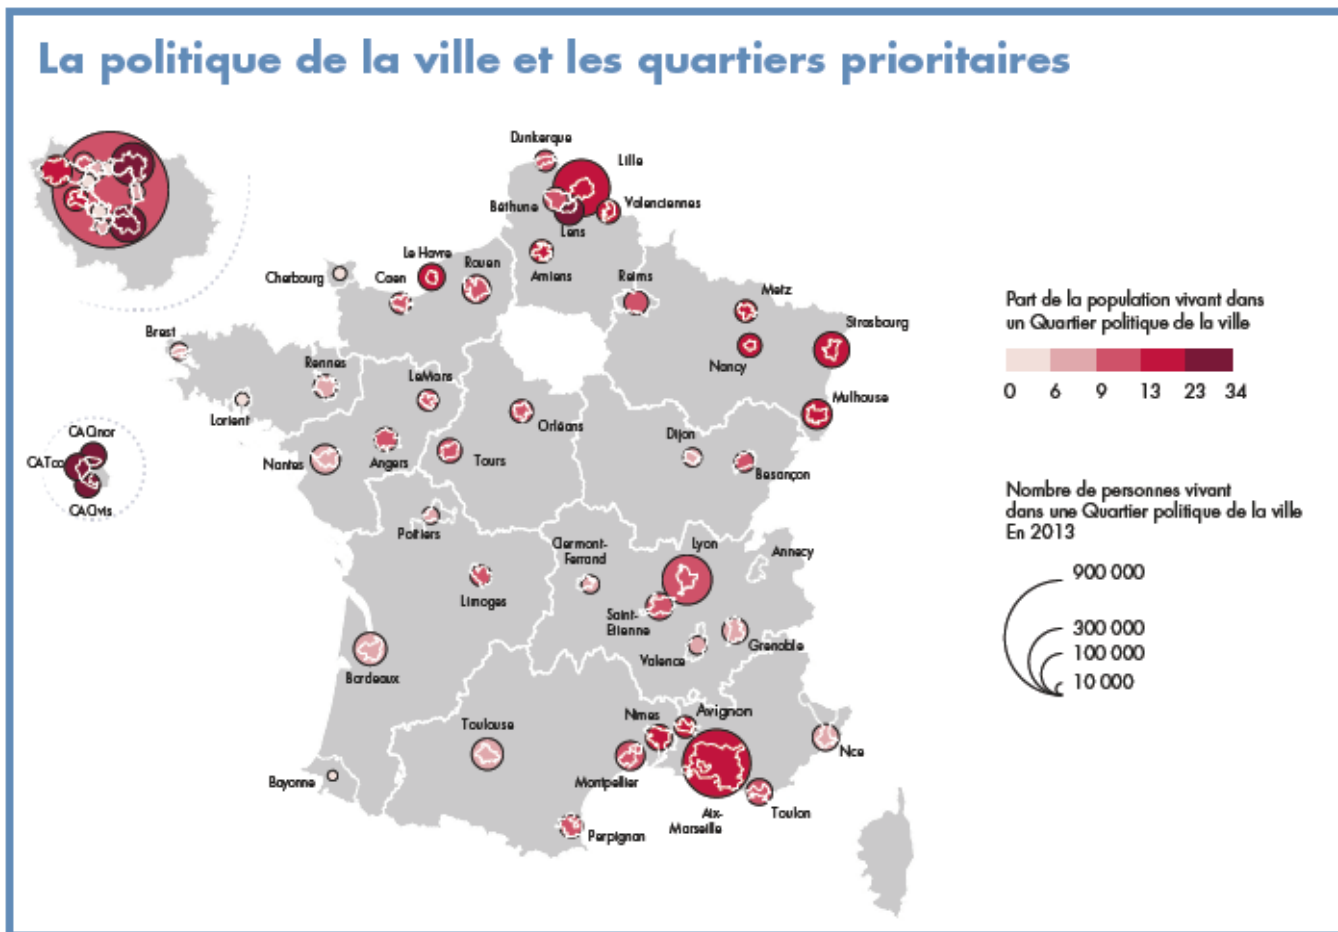 La politique de la ville et les quartiers prioritaires
Dunkerque
Lille
Béthune
Valenciennes
Lens
Le Havre
Rouen
Amiens
Cherbourg
Caen
Reims
Metz
Strasbourg
Brest
Rennes
Le Mans
Nancy
Lorient
Orléans
Mulhouse
Dijon
CACinor
CATco
CACivis
Nantes
Angers
Tours
Besançon
Poitiers
Clermont-
Ferrand
Lyon
Annecy
Limoges
Saint-
Etienne
Valence
Grenoble
Bordeaux
Toulouse
Nimes
Avignon
Nice
Bayonne
Montpellier
Toulon
Aix-
Marseille
Perpignan
Part de la population vivant dans
un Quartier politique de la ville
0 6 9 13 23 34
Nombre de personnes vivant
dans une Quartier politique de la ville
En 2013
900 000
300 000
100 000
10 000